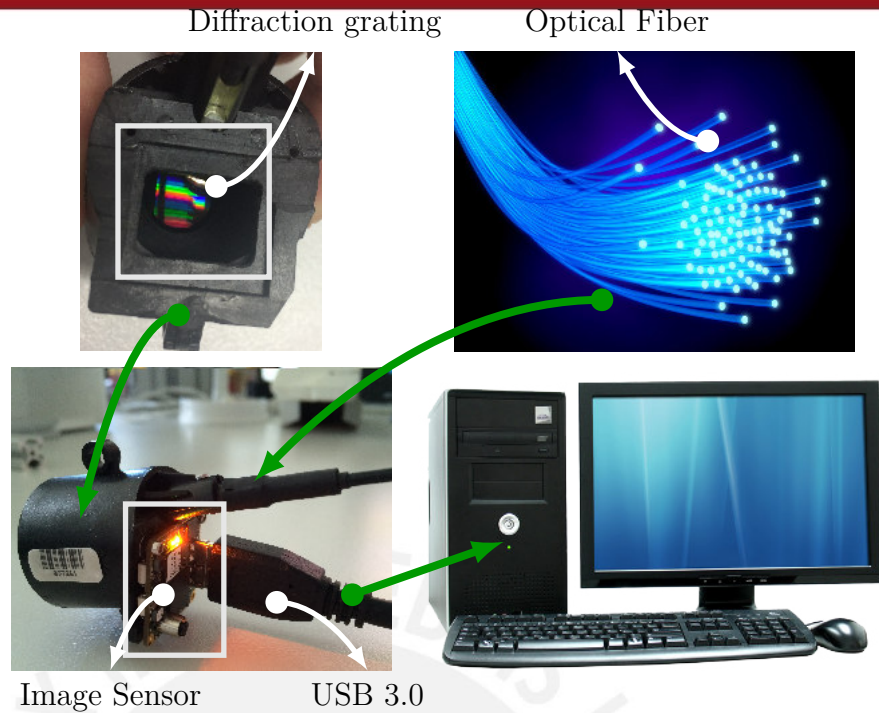 Diffraction grating
Optical Fiber
Image Sensor
USB 3.0